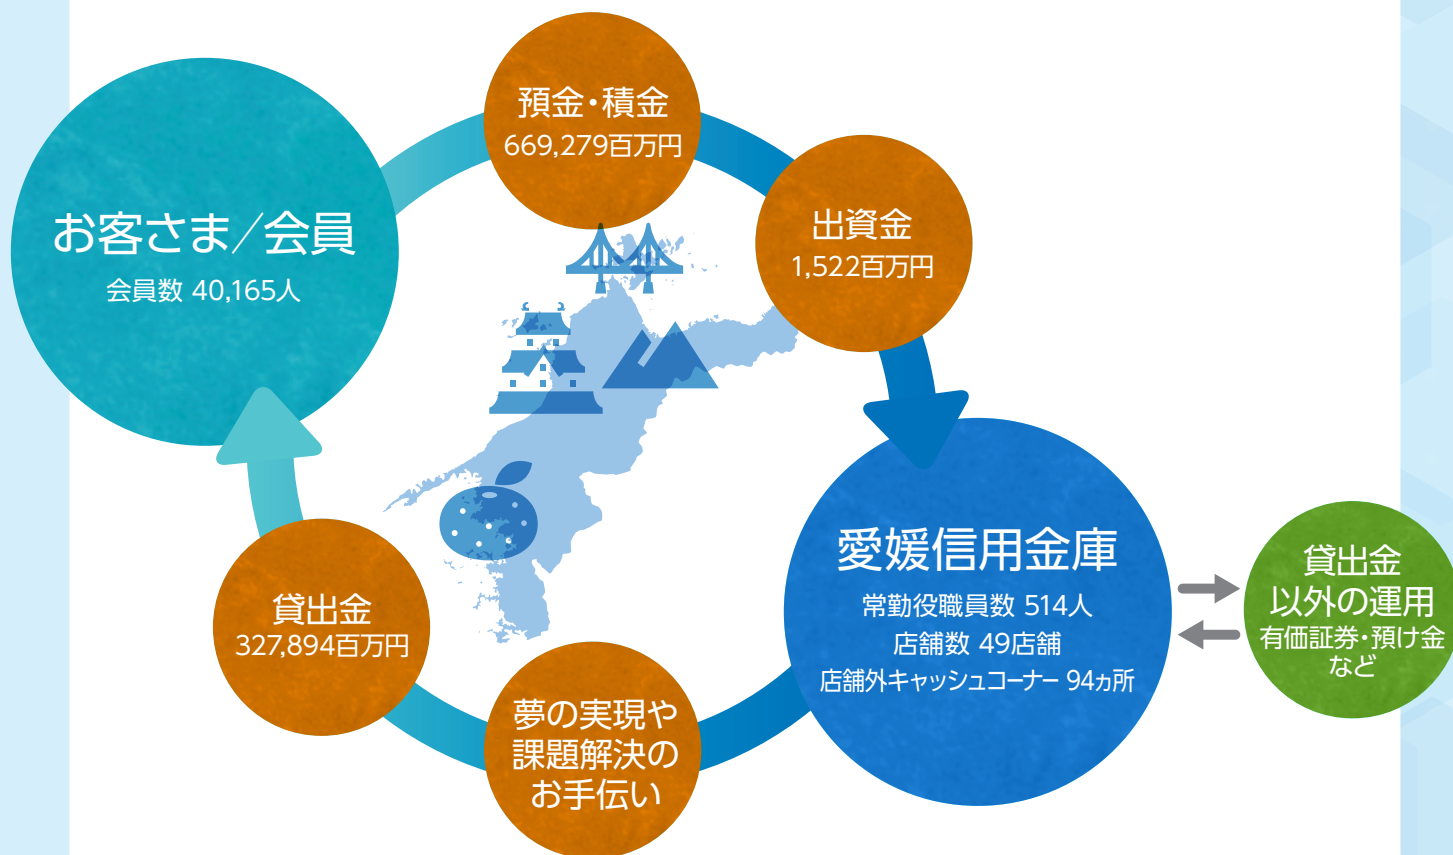 預金・積金
669,279百万円
お客さま／会員
会員数 40,165人
出資金
1,522百万円
愛媛信用金庫
常勤役職員数 514人
店舗数 49店舗
店舗外キャッシュコーナー 94ヵ所
貸出金
以外の運用
有価証券・預け金
など
貸出金
327,894百万円
夢の実現や
課題解決の
お手伝い